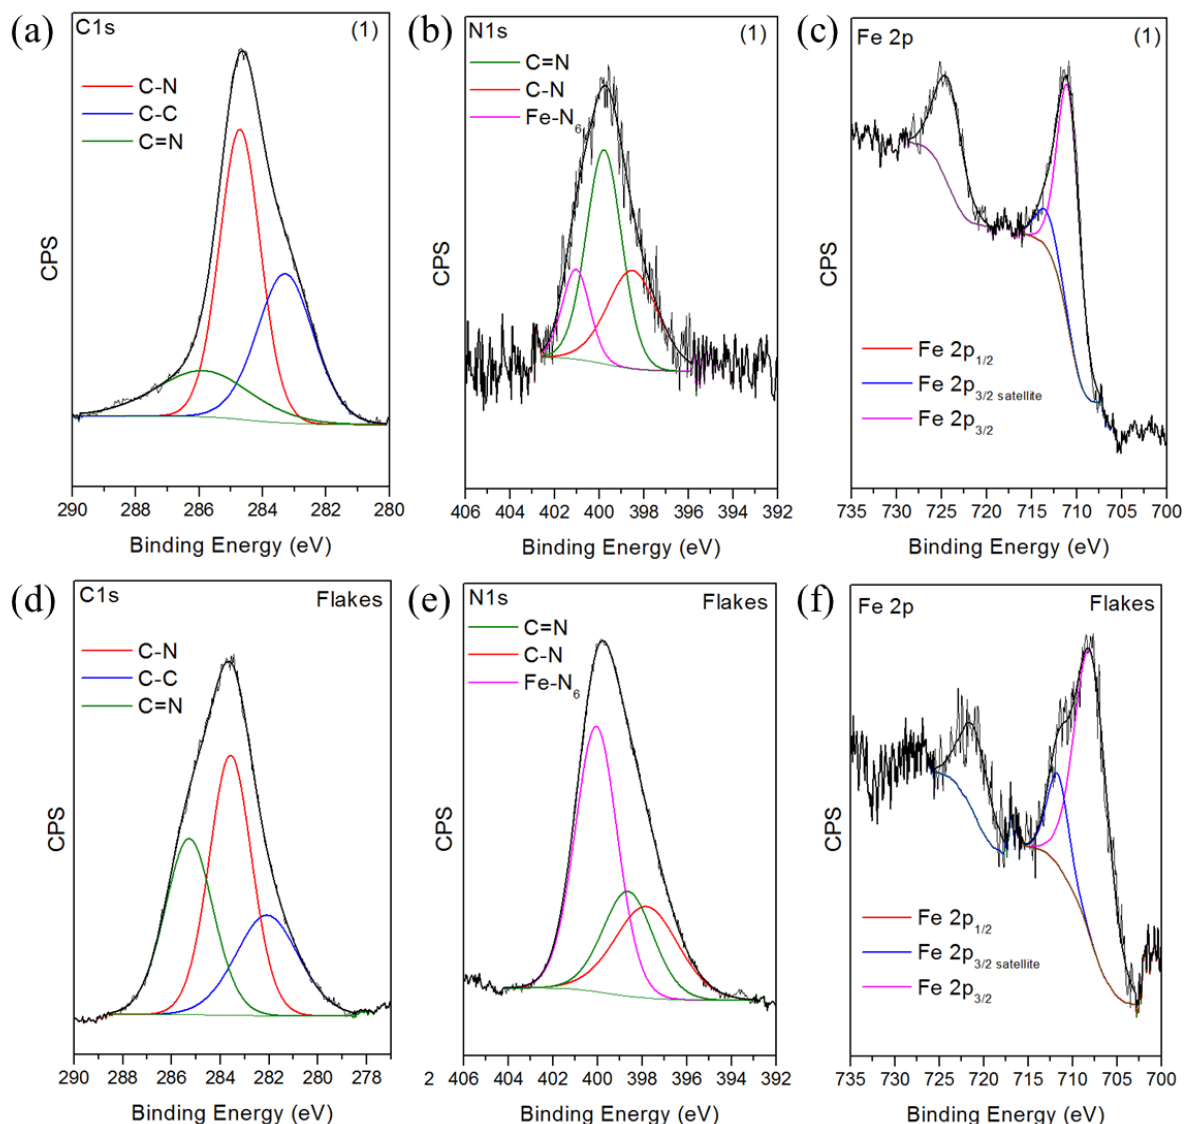 (a)
C1s
(1)
C-N
C-C
C=N
CPS
290 288 286 284 282 280
Binding Energy (eV)
(b)
N1s
(1)
C=N
C-N
Fe-N6
CPS
406 404 402 400 398 396 394 392
Binding Energy (eV)
(c)
Fe 2p
(1)
Fe 2p1/2
Fe 2p3/2 satellite
Fe 2p3/2
CPS
735 730 725 720 715 710 705 700
Binding Energy (eV)
(d)
C1s
Flakes
C-N
C-C
C=N
CPS
290 288 286 284 282 280 278
Binding Energy (eV)
(e)
N1s
Flakes
C=N
C-N
Fe-N6
CPS
2 406 404 402 400 398 396 394 392
Binding Energy (eV)
(f)
Fe 2p
Flakes
Fe 2p1/2
Fe 2p3/2 satellite
Fe 2p3/2
CPS
735 730 725 720 715 710 705 700
Binding Energy (eV)